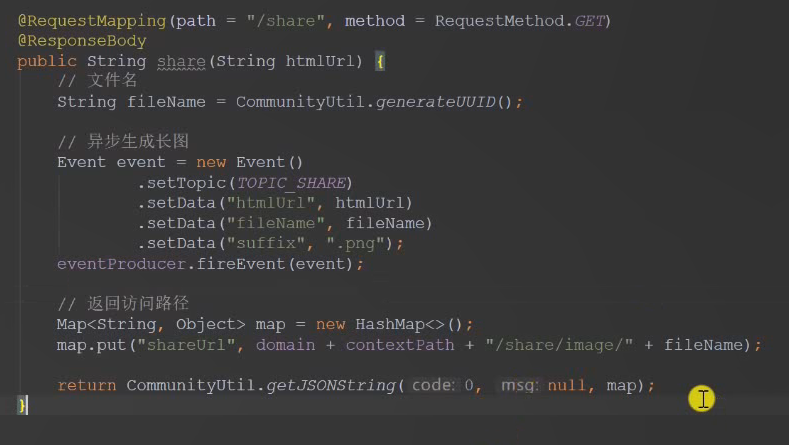 @RequestMapping(path = "/share", method = RequestMethod.GET)
@ResponseBody
public String share(String htmlUrl) {
    // 文件名
    String fileName = CommunityUtil.generateUUID();

    // 异步生成长图
    Event event = new Event()
            .setTopic(TOPIC_SHARE)
            .setData("htmlUrl", htmlUrl)
            .setData("fileName", fileName)
            .setData("suffix", ".png");
    eventProducer.fireEvent(event);

    // 返回访问路径
    Map<String, Object> map = new HashMap<>();
    map.put("shareUrl", domain + contextPath + "/share/image/" + fileName);

    return CommunityUtil.getJSONString( code: 0, msg: null, map);
}